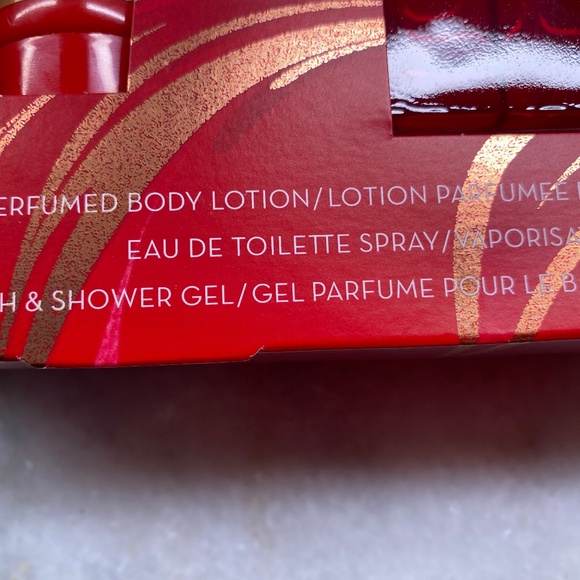 ERFUMED BODY LOTION/LOTION PARFUMEE
EAU DE TOILETTE SPRAY/VAPORISA
H & SHOWER GEL/GEL PARFUME POUR LE B